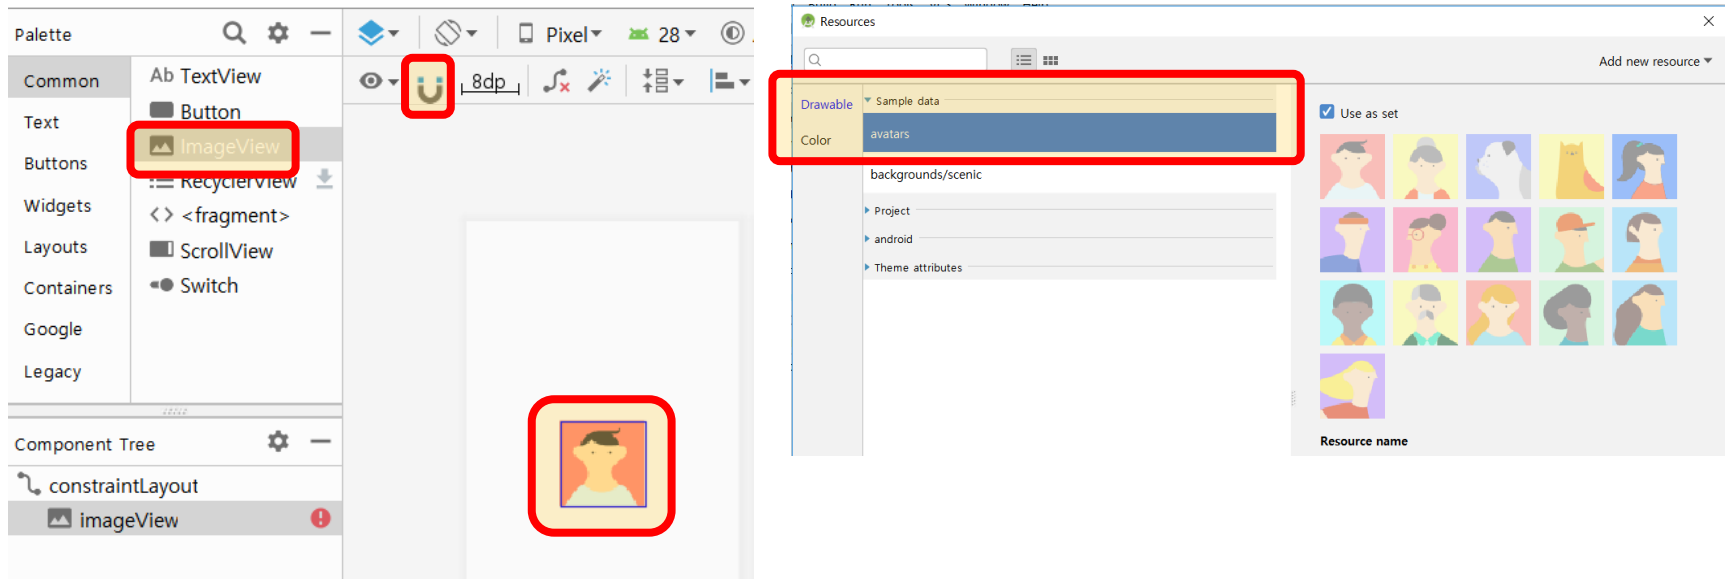 Palette
Pixel
28
Common
Text
Buttons
Widgets
Layouts
Containers
Google
Legacy
Ab TextView
Button
ImageView
RecyclerView
<fragment>
ScrollView
Switch
8dp
Component Tree
constraintLayout
imageView
Resources
Add new resource
Drawable
Color
Sample data
avatars
backgrounds/scenic
Project
android
Theme attributes
Use as set
Resource name